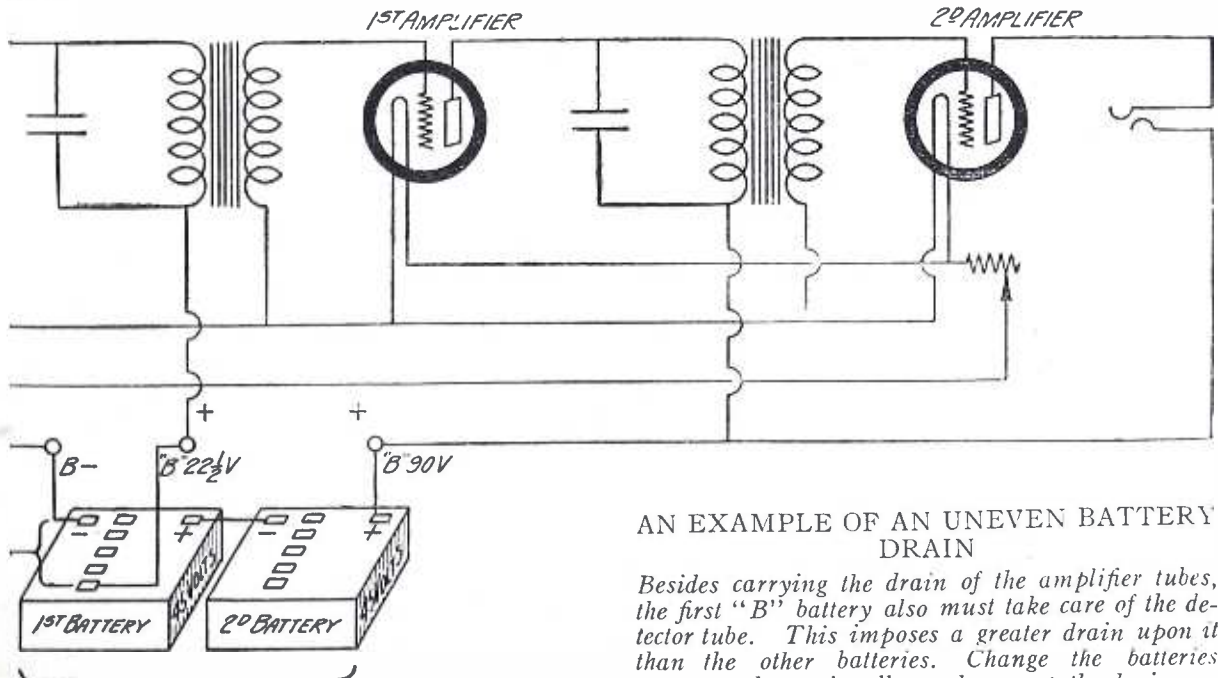 1ST AMPLIFIER
2D AMPLIFIER
+
+
B-
"B" 22½V
"B" 90V
- + - +
45 VOLTS
1ST BATTERY
2D BATTERY
AN EXAMPLE OF AN UNEVEN BATTERY
DRAIN
Besides carrying the drain of the amplifier tubes,
the first "B" battery also must take care of the de-
tector tube. This imposes a greater drain upon it
than the other batteries. Change the batteries